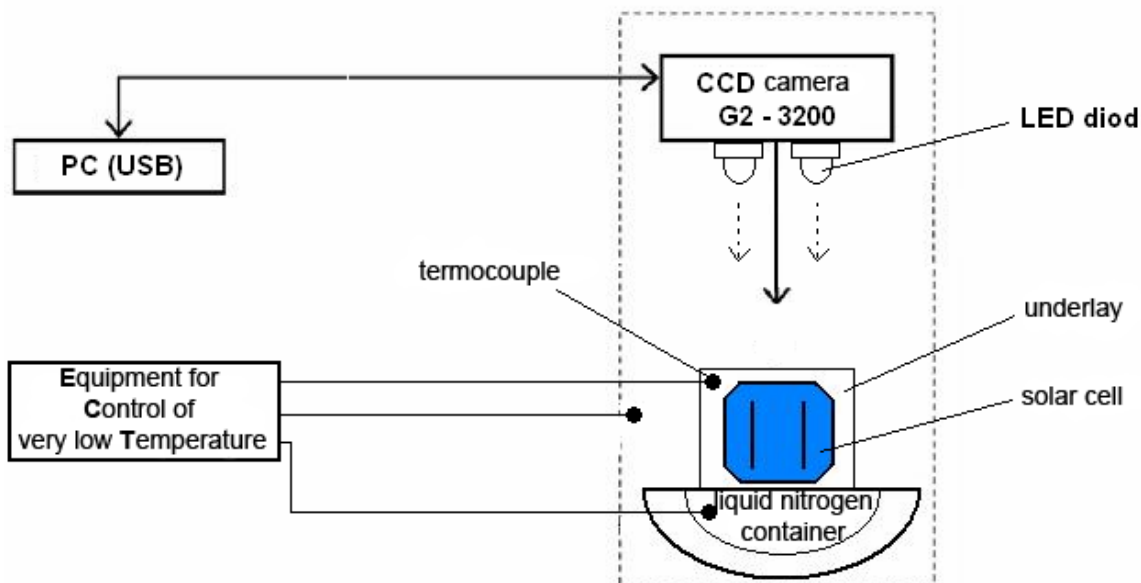 CCD camera
G2 - 3200
LED diod
PC (USB)
termocouple
underlay
Equipment for
Control of
very low Temperature
solar cell
liquid nitrogen
container